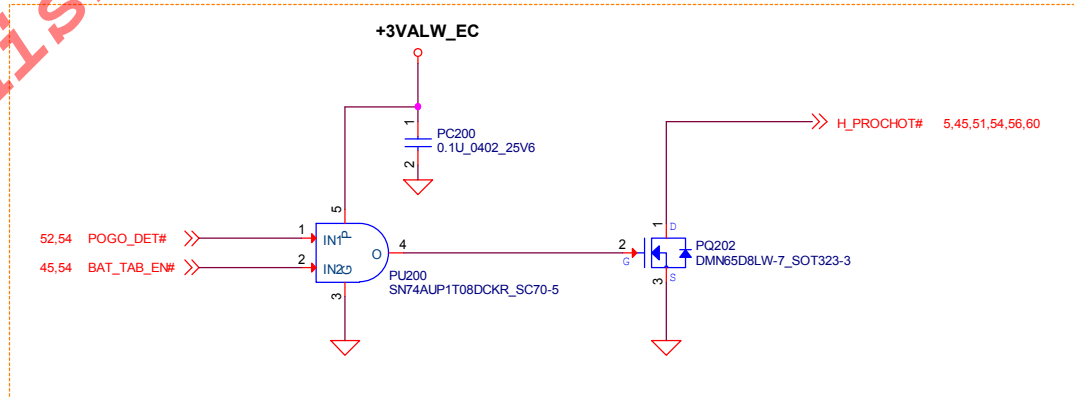 +3VALW_EC
1
PC200
0.1U_0402_25V6
2
H_PROCHOT# 5,45,51,54,56,60
5
52,54 POGO_DET#
1
IN1
P
O
4
45,54 BAT_TAB_EN#
2
IN2
G
3
PU200
SN74AUP1T08DCKR_SC70-5
1
D
2
G
PQ202
DMN65D8LW-7_SOT323-3
3
S